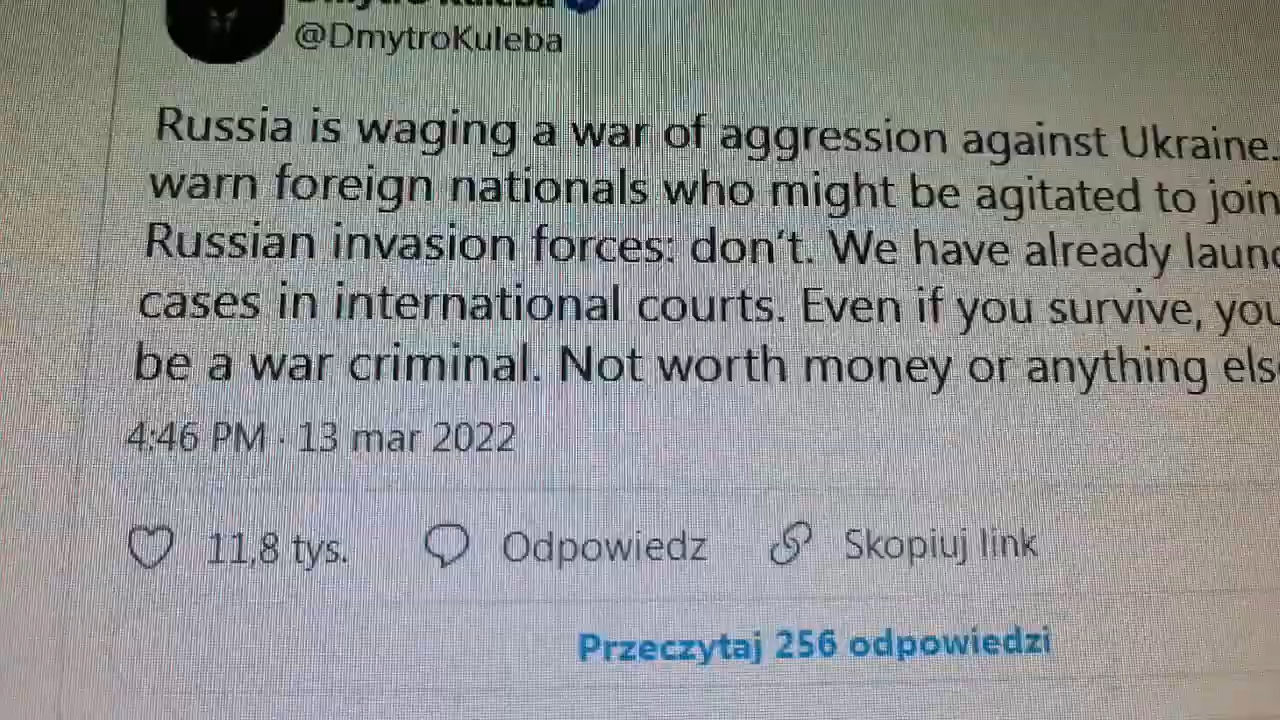 @DmytroKuleba
Russia is waging a war of aggression against Ukraine.
warn foreign nationals who might be agitated to join
Russian invasion forces: don't. We have already
cases in international courts. Even if you survive,
be a war criminal. Not worth money or anything
4:46 PM · 13 mar 2022
11,8 tys. Odpowiedz Skopiuj link
Przeczytaj 256 odpowiedzi